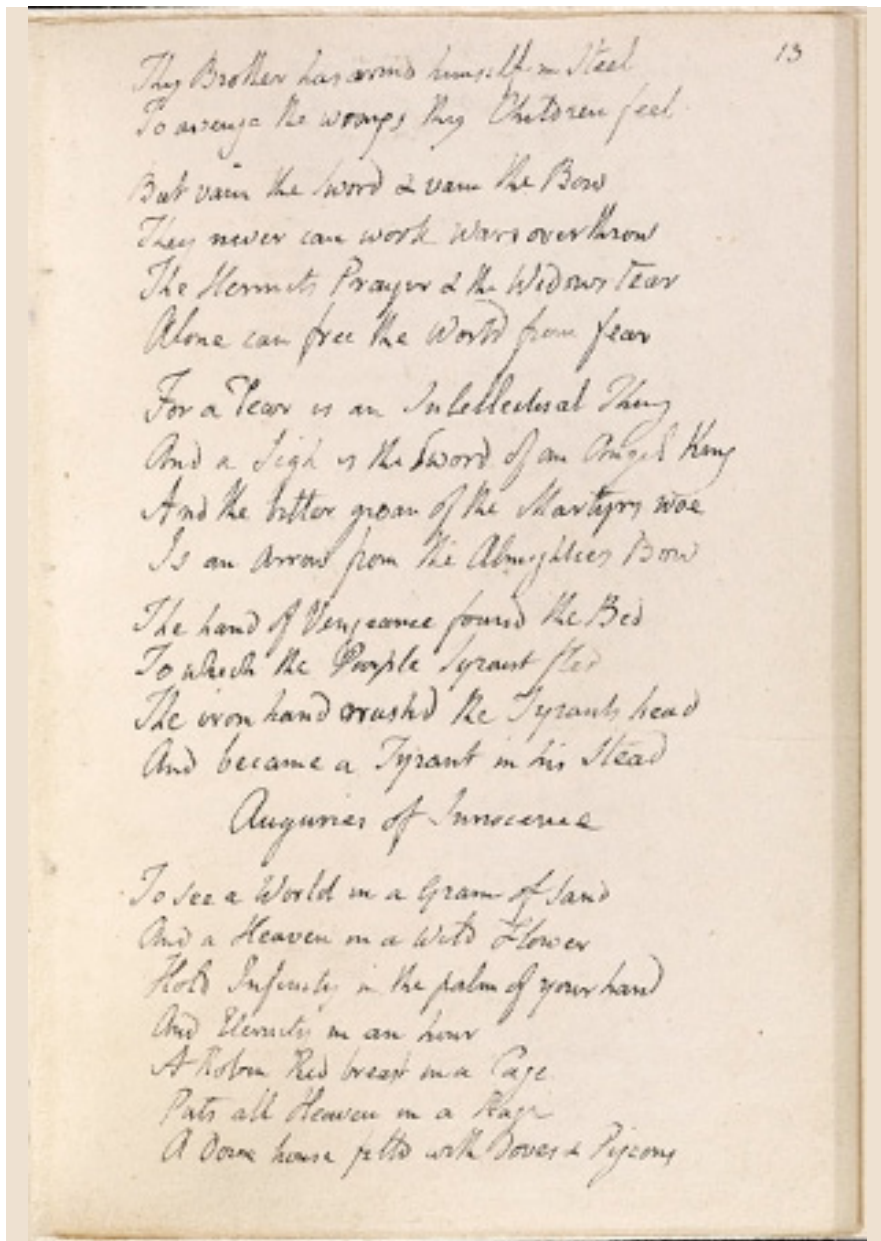 13
Thy Brother has armd himself in Steel
To avenge the wrongs thy Children feel
But vain the Sword & vain the Bow
They never can work Wars overthrow
The Hermits Prayer & the Widows tear
Alone can free the World from fear
For a Tear is an Intellectual Thing
And a Sigh is the Sword of an Angel King
And the bitter groan of the Martyrs woe
Is an Arrow from the Almighties Bow
The hand of Vengeance found the Bed
To which the Purple Tyrant fled
The iron hand crushd the Tyrants head
And became a Tyrant in his Stead
Auguries of Innocence
To see a World in a Grain of Sand
And a Heaven in a Wild Flower
Hold Infinity in the palm of your hand
And Eternity in an hour
A Robin Red breast in a Cage
Puts all Heaven in a Rage
A Dove house filld with Doves & Pigeons